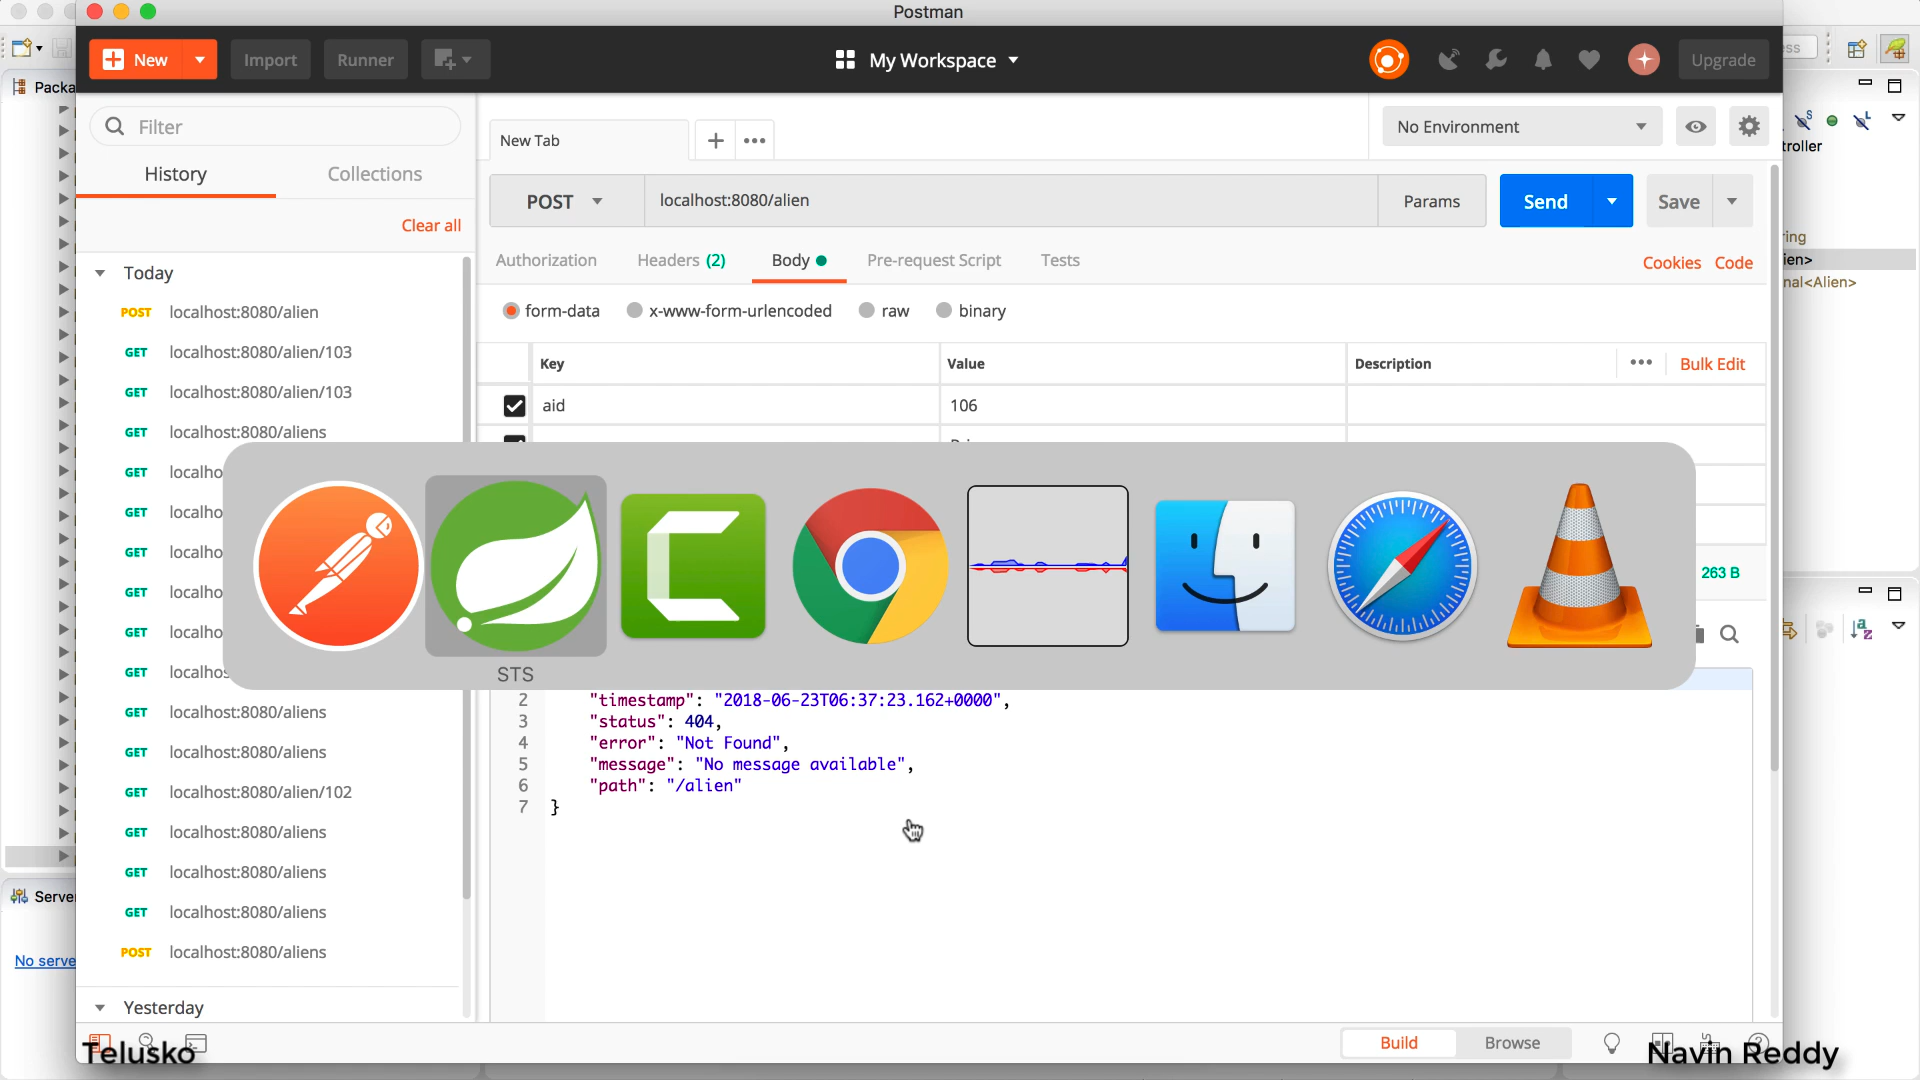 Postman
New
Import
Runner
My Workspace
Upgrade
Packa
Filter
New Tab
No Environment
troller
History
Collections
POST
localhost:8080/alien
Params
Send
Save
Clear all
ing
Authorization
Headers (2)
Body
Pre-request Script
Tests
Cookies
Code
ien>
Today
nal<Alien>
POST localhost:8080/alien
form-data
x-www-form-urlencoded
raw
binary
GET localhost:8080/alien/103
Key
Value
Description
Bulk Edit
GET localhost:8080/alien/103
aid
106
GET localhost:8080/aliens
GET localho
GET localho
GET localho
263 B
GET localho
GET localho
GET localhos
STS
2 "timestamp": "2018-06-23T06:37:23.162+0000",
GET localhost:8080/aliens
3 "status": 404,
4 "error": "Not Found",
GET localhost:8080/aliens
5 "message": "No message available",
6 "path": "/alien"
GET localhost:8080/alien/102
7 }
GET localhost:8080/aliens
GET localhost:8080/aliens
Server
GET localhost:8080/aliens
POST localhost:8080/aliens
No serve
Yesterday
Build
Browse
Telusko
Navin Reddy